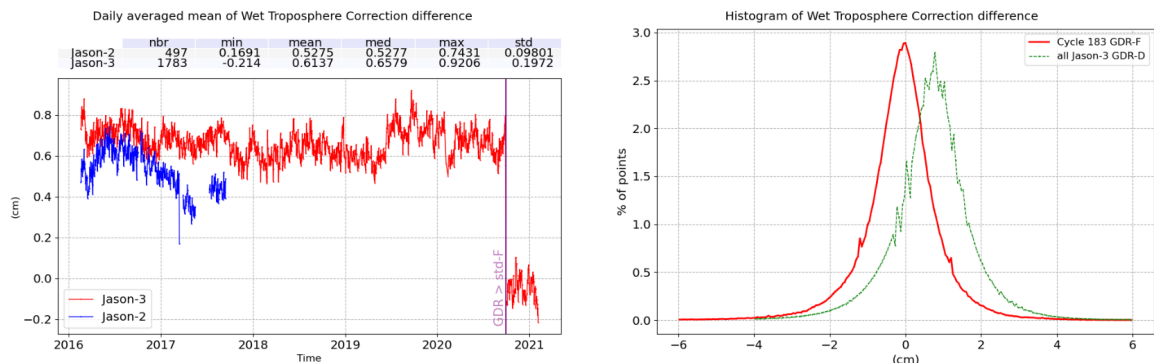 Daily averaged mean of Wet Troposphere Correction difference
nbr min mean med max std
Jason-2 497 0.1691 0.5275 0.5277 0.7431 0.09801
Jason-3 1783 -0.214 0.6137 0.6579 0.9206 0.1972
0.8
0.6
0.4
0.2
0.0
−0.2
(cm)
GDR > std-F
Jason-3
Jason-2
2016 2017 2018 2019 2020 2021
Time
Histogram of Wet Troposphere Correction difference
Cycle 183 GDR-F
all Jason-3 GDR-D
3.0
2.5
2.0
1.5
1.0
0.5
0.0
% of points
−6 −4 −2 0 2 4 6
(cm)